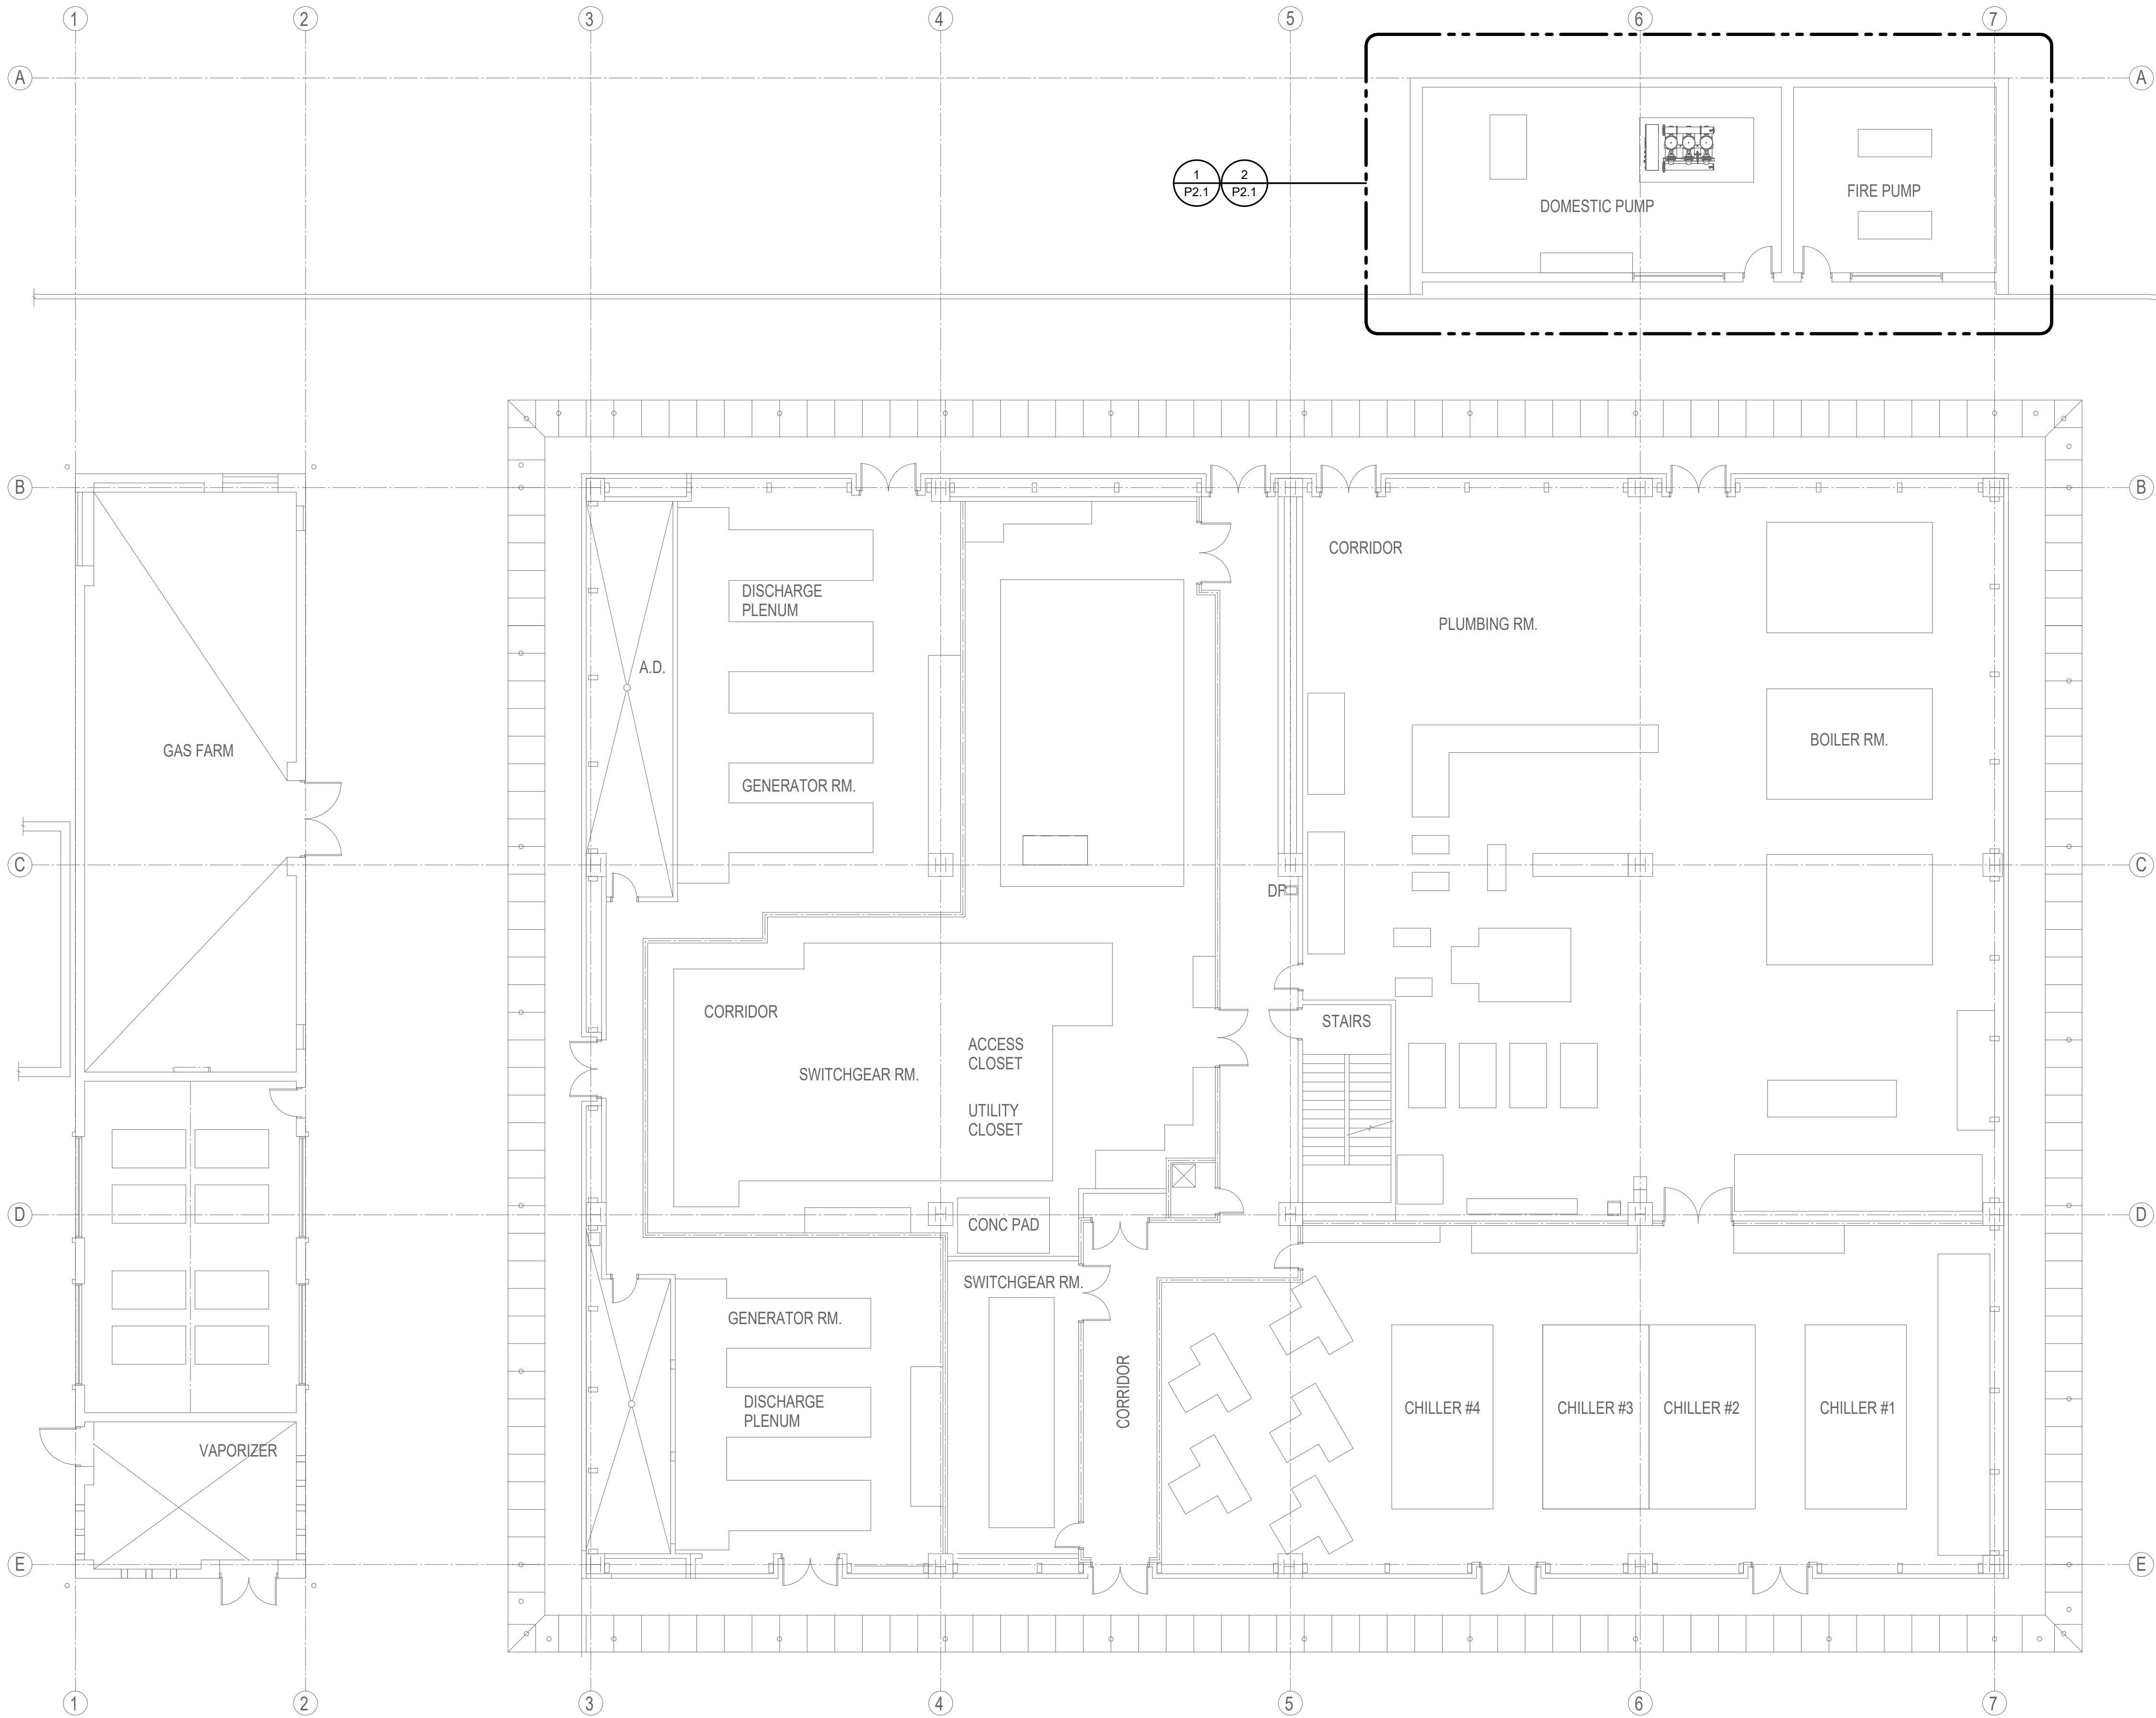 1 2 3 4 5 6 7
A A
1 2
P2.1 P2.1
DOMESTIC PUMP
FIRE PUMP
B B
CORRIDOR
DISCHARGE
PLENUM
PLUMBING RM.
A.D.
GAS FARM
BOILER RM.
GENERATOR RM.
C C
DF
CORRIDOR
STAIRS
ACCESS
CLOSET
SWITCHGEAR RM.
UTILITY
CLOSET
D D
CONC PAD
SWITCHGEAR RM.
GENERATOR RM.
CORRIDOR
DISCHARGE
PLENUM
CHILLER #4
CHILLER #3
CHILLER #2
CHILLER #1
VAPORIZER
E E
1 2 3 4 5 6 7